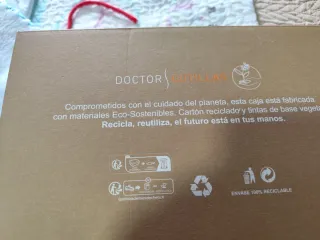 DOCTOR
Comprometidos con el cuidado del planeta, esta caja está fabricada
con materiales Eco-Sostenibles. Cartón reciclado y tintas de base vegetal
Recicla, reutiliza, el futuro está en tus manos.
ENVASE 100% RECICLABLE